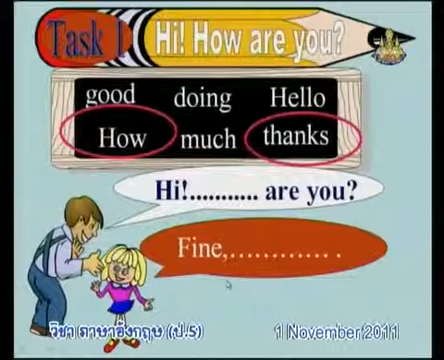 Task 1 Hi! How are you?
good doing Hello
How much thanks
Hi!........... are you?
Fine,............. .
วิชา ภาษาอังกฤษ (ป.5) 1 November 2011